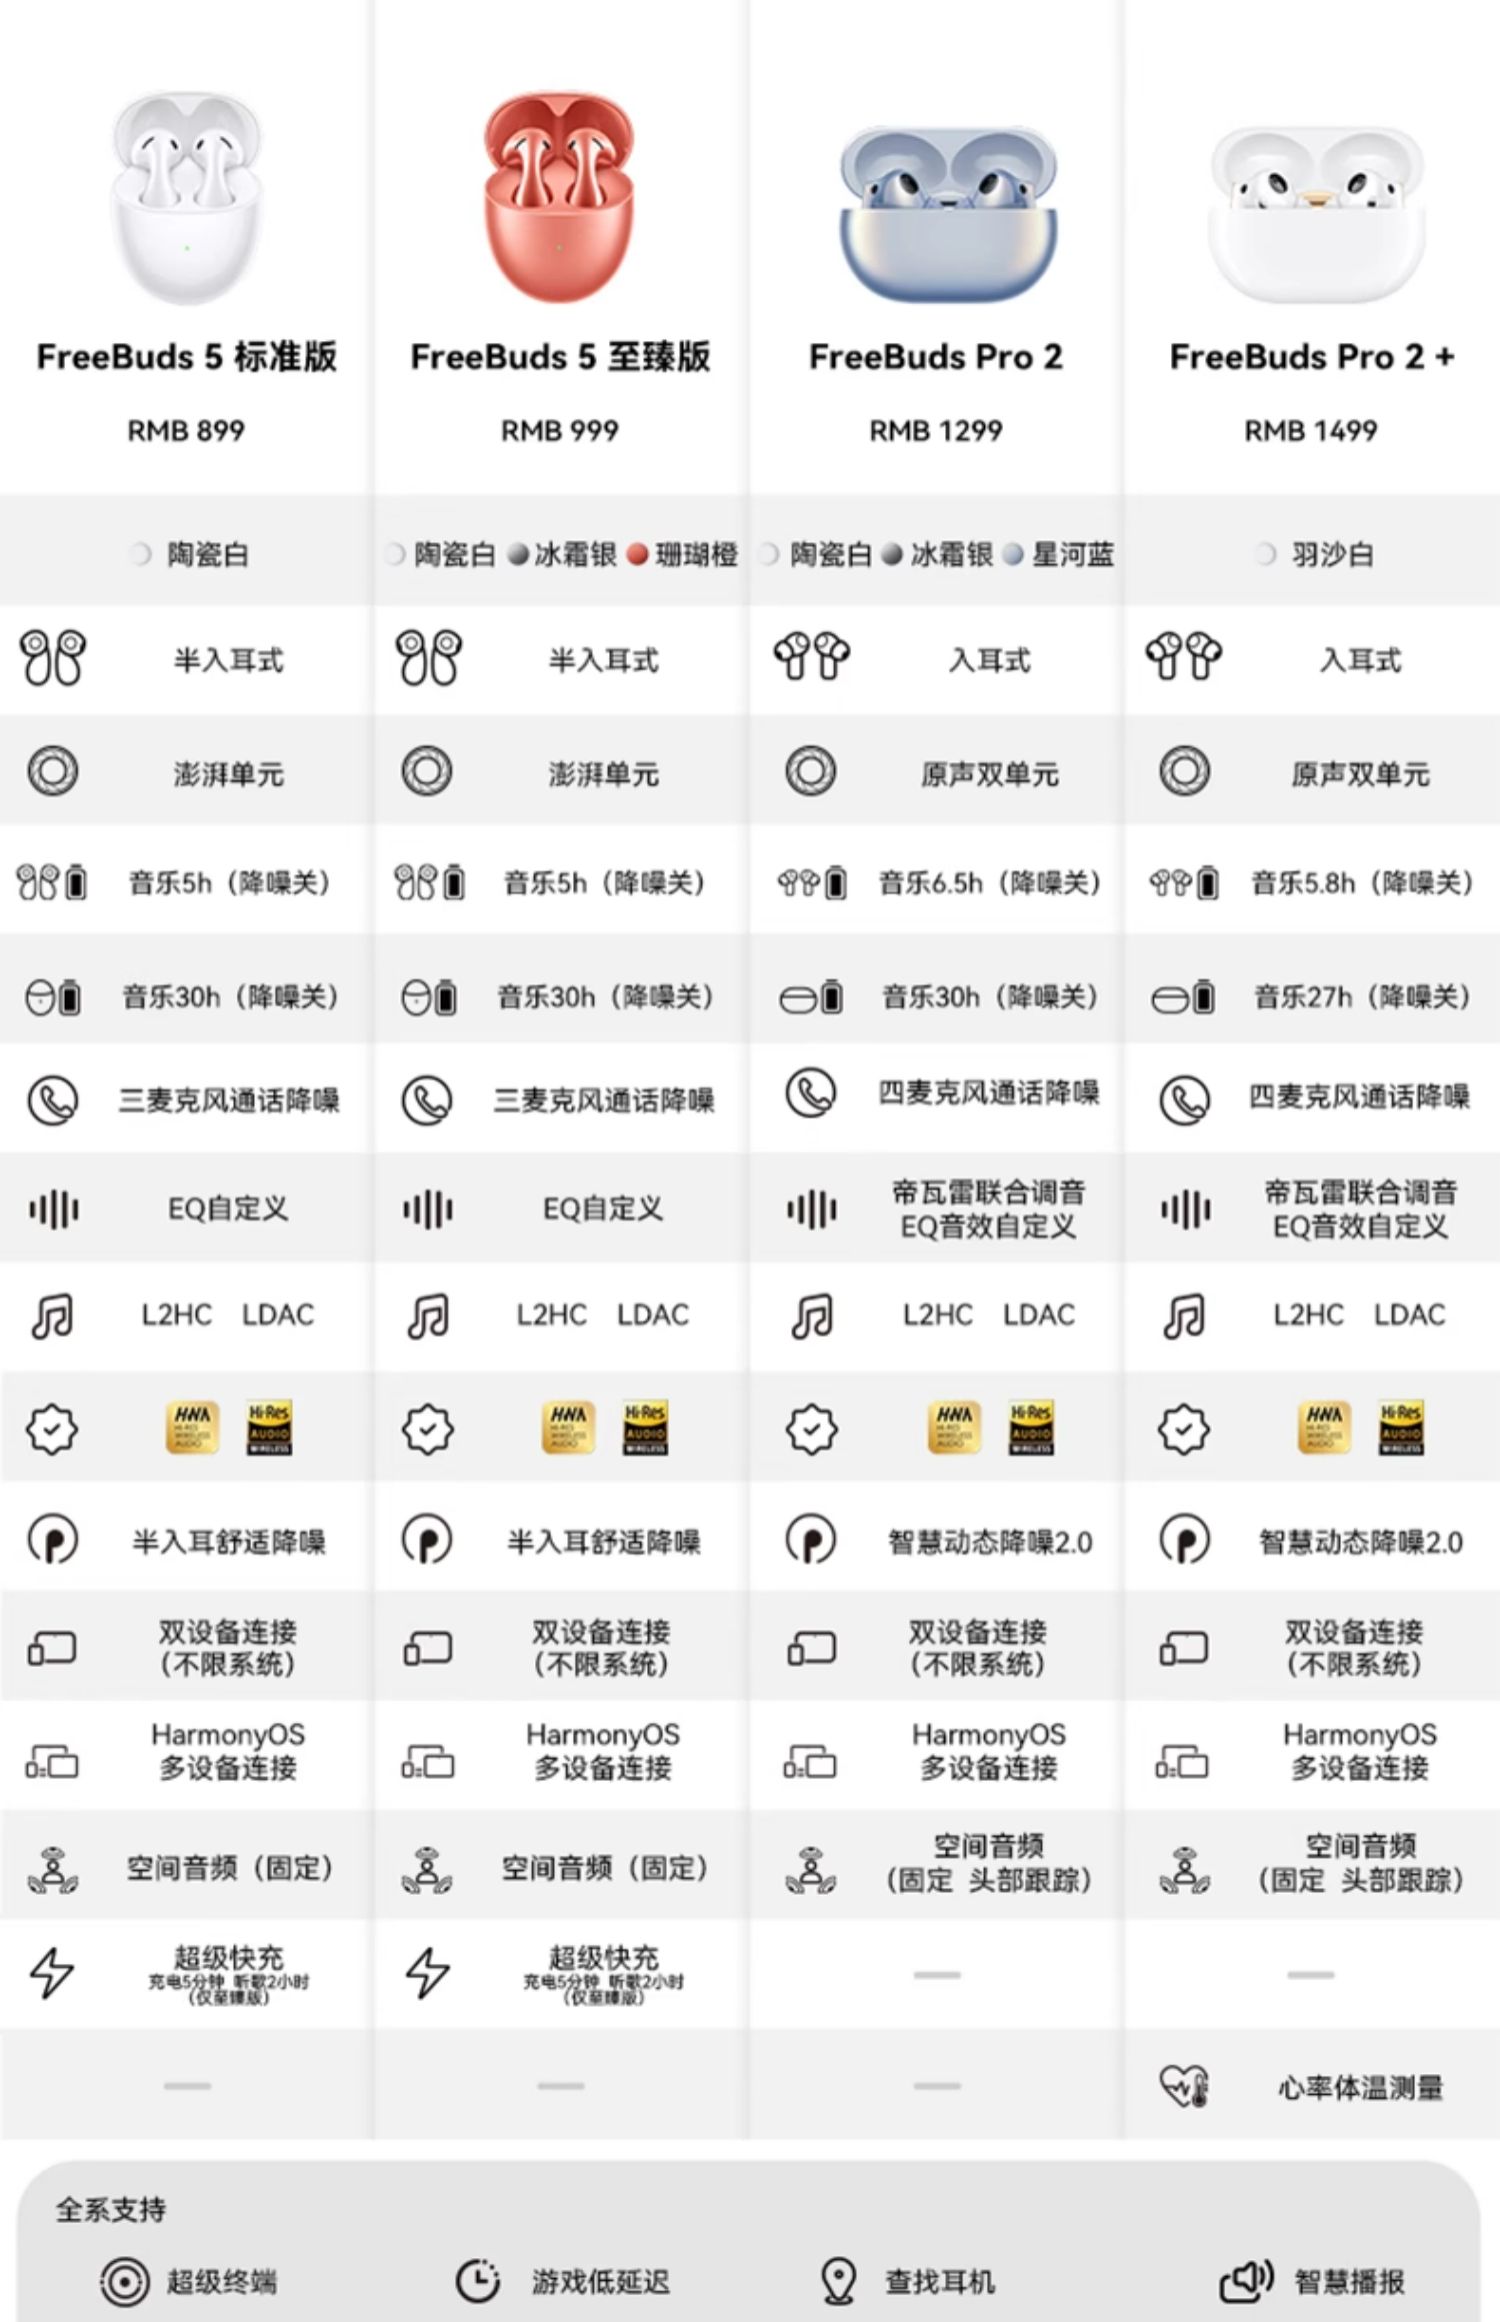 FreeBuds 5 标准版
FreeBuds 5 至臻版
FreeBuds Pro 2
FreeBuds Pro 2 +
RMB 899
RMB 999
RMB 1299
RMB 1499
陶瓷白
陶瓷白 冰霜银 珊瑚橙
陶瓷白 冰霜银 星河蓝
羽沙白
半入耳式
半入耳式
入耳式
入耳式
澎湃单元
澎湃单元
原声双单元
原声双单元
音乐5h（降噪关）
音乐5h（降噪关）
音乐6.5h（降噪关）
音乐5.8h（降噪关）
音乐30h（降噪关）
音乐30h（降噪关）
音乐30h（降噪关）
音乐27h（降噪关）
三麦克风通话降噪
三麦克风通话降噪
四麦克风通话降噪
四麦克风通话降噪
EQ自定义
EQ自定义
帝瓦雷联合调音
EQ音效自定义
帝瓦雷联合调音
EQ音效自定义
L2HC LDAC
L2HC LDAC
L2HC LDAC
L2HC LDAC
HWA
HI-RES
WIRELESS
AUDIO
Hi-Res
AUDIO
WIRELESS
HWA
HI-RES
WIRELESS
AUDIO
Hi-Res
AUDIO
WIRELESS
HWA
HI-RES
WIRELESS
AUDIO
Hi-Res
AUDIO
WIRELESS
HWA
HI-RES
WIRELESS
AUDIO
Hi-Res
AUDIO
WIRELESS
半入耳舒适降噪
半入耳舒适降噪
智慧动态降噪2.0
智慧动态降噪2.0
双设备连接
（不限系统）
双设备连接
（不限系统）
双设备连接
（不限系统）
双设备连接
（不限系统）
HarmonyOS
多设备连接
HarmonyOS
多设备连接
HarmonyOS
多设备连接
HarmonyOS
多设备连接
空间音频（固定）
空间音频（固定）
空间音频
（固定 头部跟踪）
空间音频
（固定 头部跟踪）
超级快充
充电5分钟 听歌2小时
（仅至臻版）
超级快充
充电5分钟 听歌2小时
（仅至臻版）
心率体温测量
全系支持
超级终端
游戏低延迟
查找耳机
智慧播报